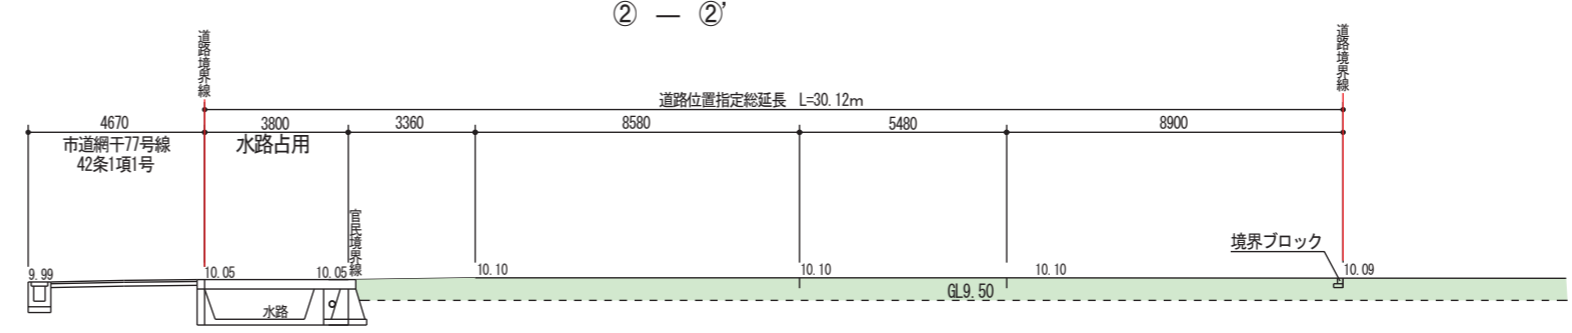 ② — ②'
道路境界線
道路境界線
道路位置指定総延長 L=30.12m
4670
3800
3360
8580
5480
8900
市道網干77号線
42条1項1号
水路占用
官民境界線
境界ブロック
9.99
10.05
10.05
10.10
10.10
10.10
10.09
GL9.50
水路